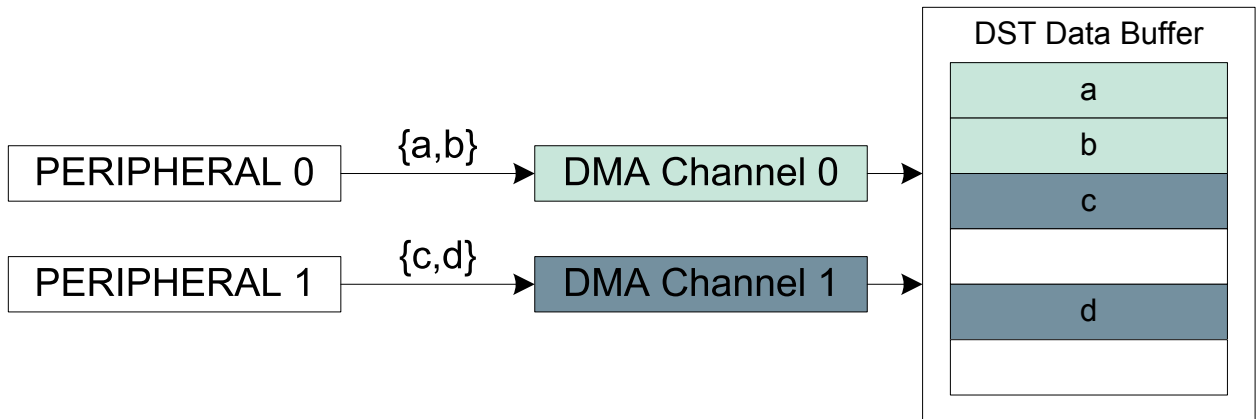 DST Data Buffer
a
b
c
d
{a,b}
PERIPHERAL 0
DMA Channel 0
{c,d}
PERIPHERAL 1
DMA Channel 1